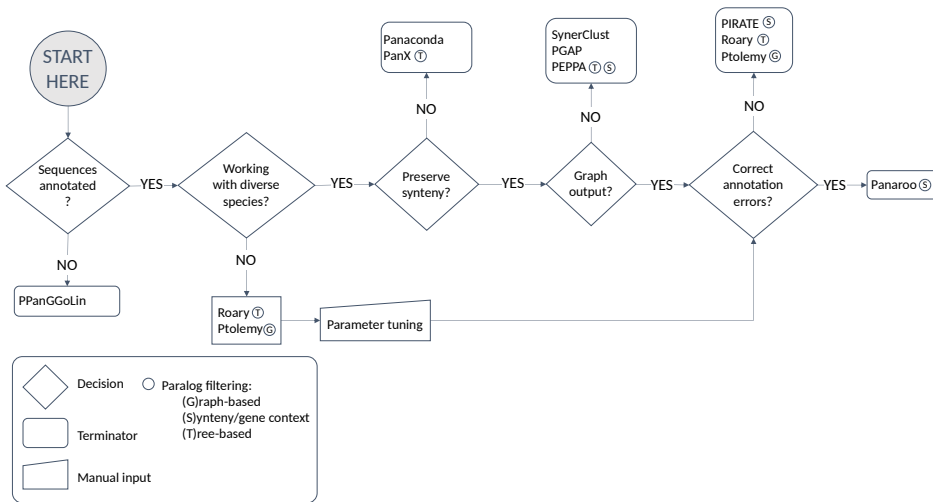 START
HERE
Sequences
annotated
?
YES
NO
PPanGGoLin
Working
with diverse
species?
YES
NO
Roary Ⓣ
PtolemyⒼ
Parameter tuning
Preserve
synteny?
NO
Panaconda
PanX Ⓣ
YES
Graph
output?
NO
SynerClust
PGAP
PEPPA Ⓣ Ⓢ
YES
Correct
annotation
errors?
NO
PIRATE Ⓢ
Roary Ⓣ
Ptolemy Ⓖ
YES
Panaroo Ⓢ
Decision
Terminator
Manual input
Paralog filtering:
(G)raph-based
(S)ynteny/gene context
(T)ree-based